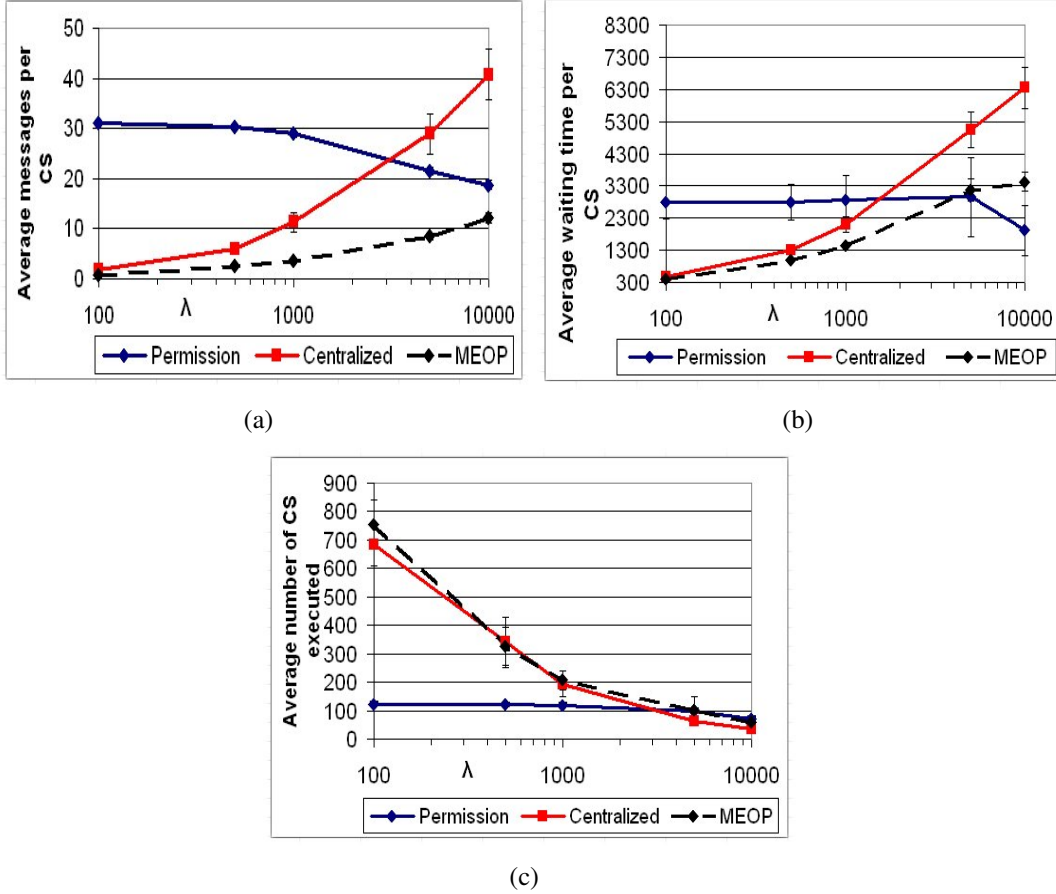 50
40
30
20
10
0
Average messages per
CS
100
λ
1000
10000
Permission
Centralized
MEOP
(a)
8300
7300
6300
5300
4300
3300
2300
1300
300
Average waiting time per
CS
100
λ
1000
10000
Permission
Centralized
MEOP
(b)
900
800
700
600
500
400
300
200
100
0
Average number of CS
executed
100
λ
1000
10000
Permission
Centralized
MEOP
(c)